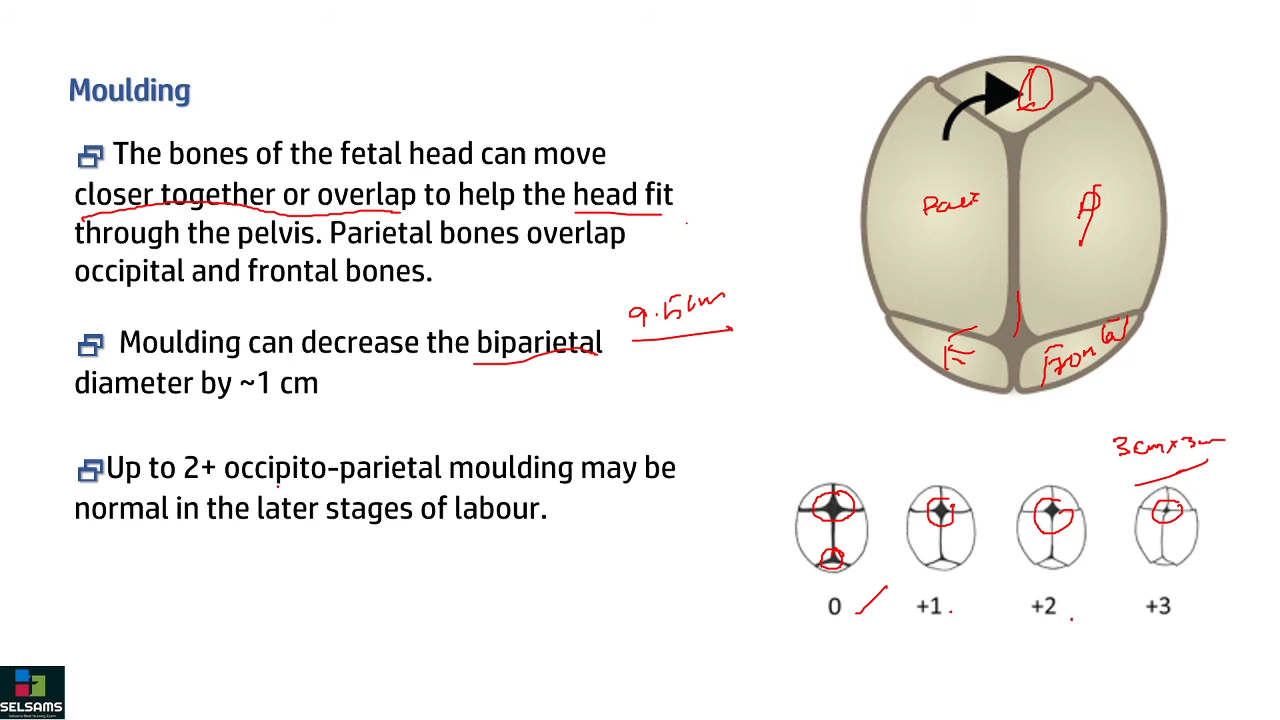 Moulding
The bones of the fetal head can move
closer together or overlap to help the head fit
through the pelvis. Parietal bones overlap
occipital and frontal bones.
9.5cm
Moulding can decrease the biparietal
diameter by ~1 cm
Up to 2+ occipito-parietal moulding may be
normal in the later stages of labour.
P
F
Frontal
3cm x 3cm
0
+1
+2
+3
SELSAMS